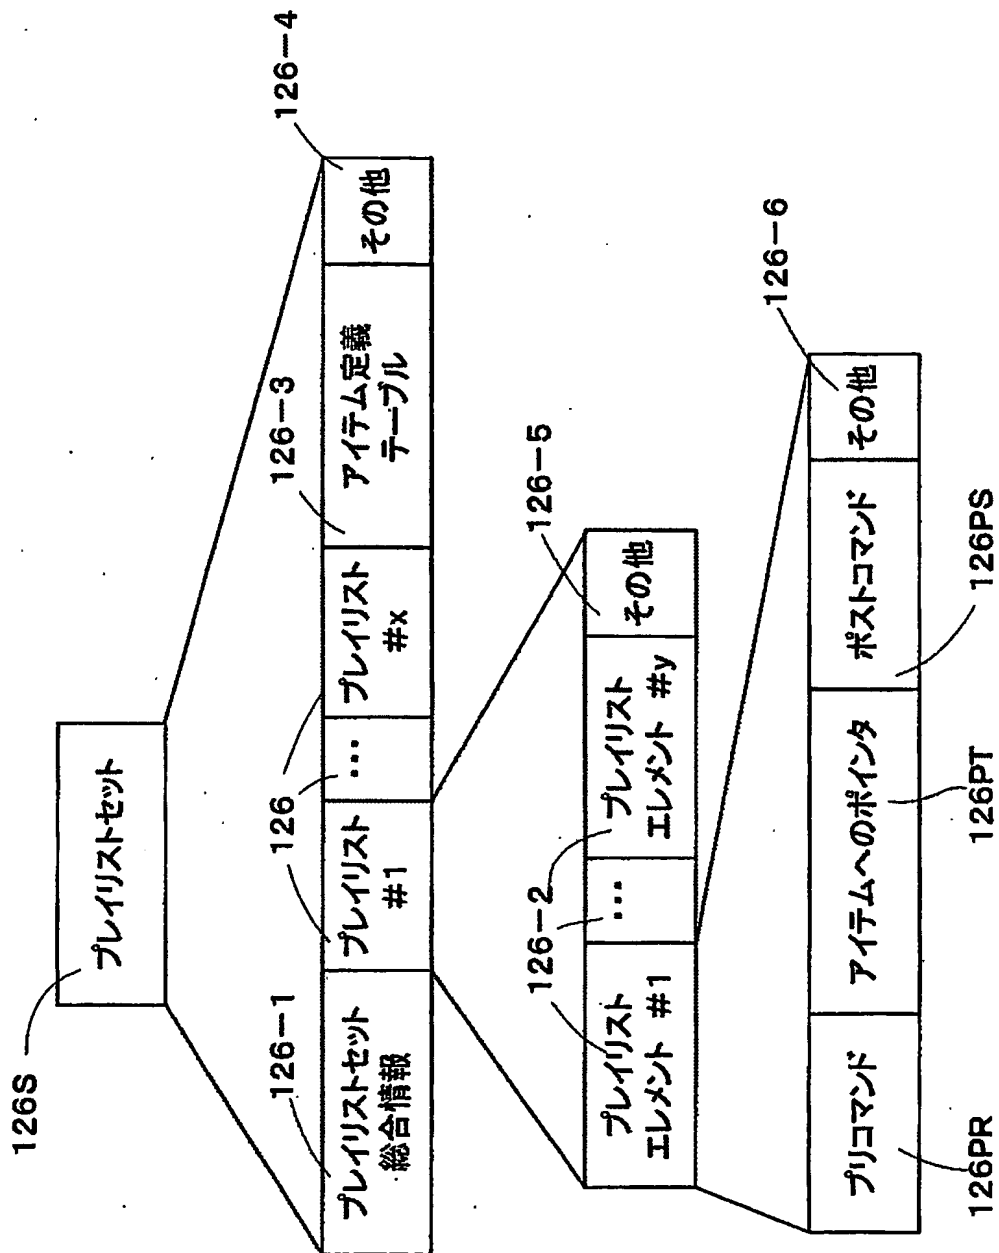 126S
プレイリストセット
126-1
126
126-3
126-4
プレイリストセット
総合情報
プレイリスト
#1
...
プレイリスト
#x
アイテム定義
テーブル
その他
126-2
126-5
プレイリスト
エレメント #1
...
プレイリスト
エレメント #y
その他
126-6
プリコマンド
アイテムへのポインタ
ポストコマンド
その他
126PR
126PT
126PS